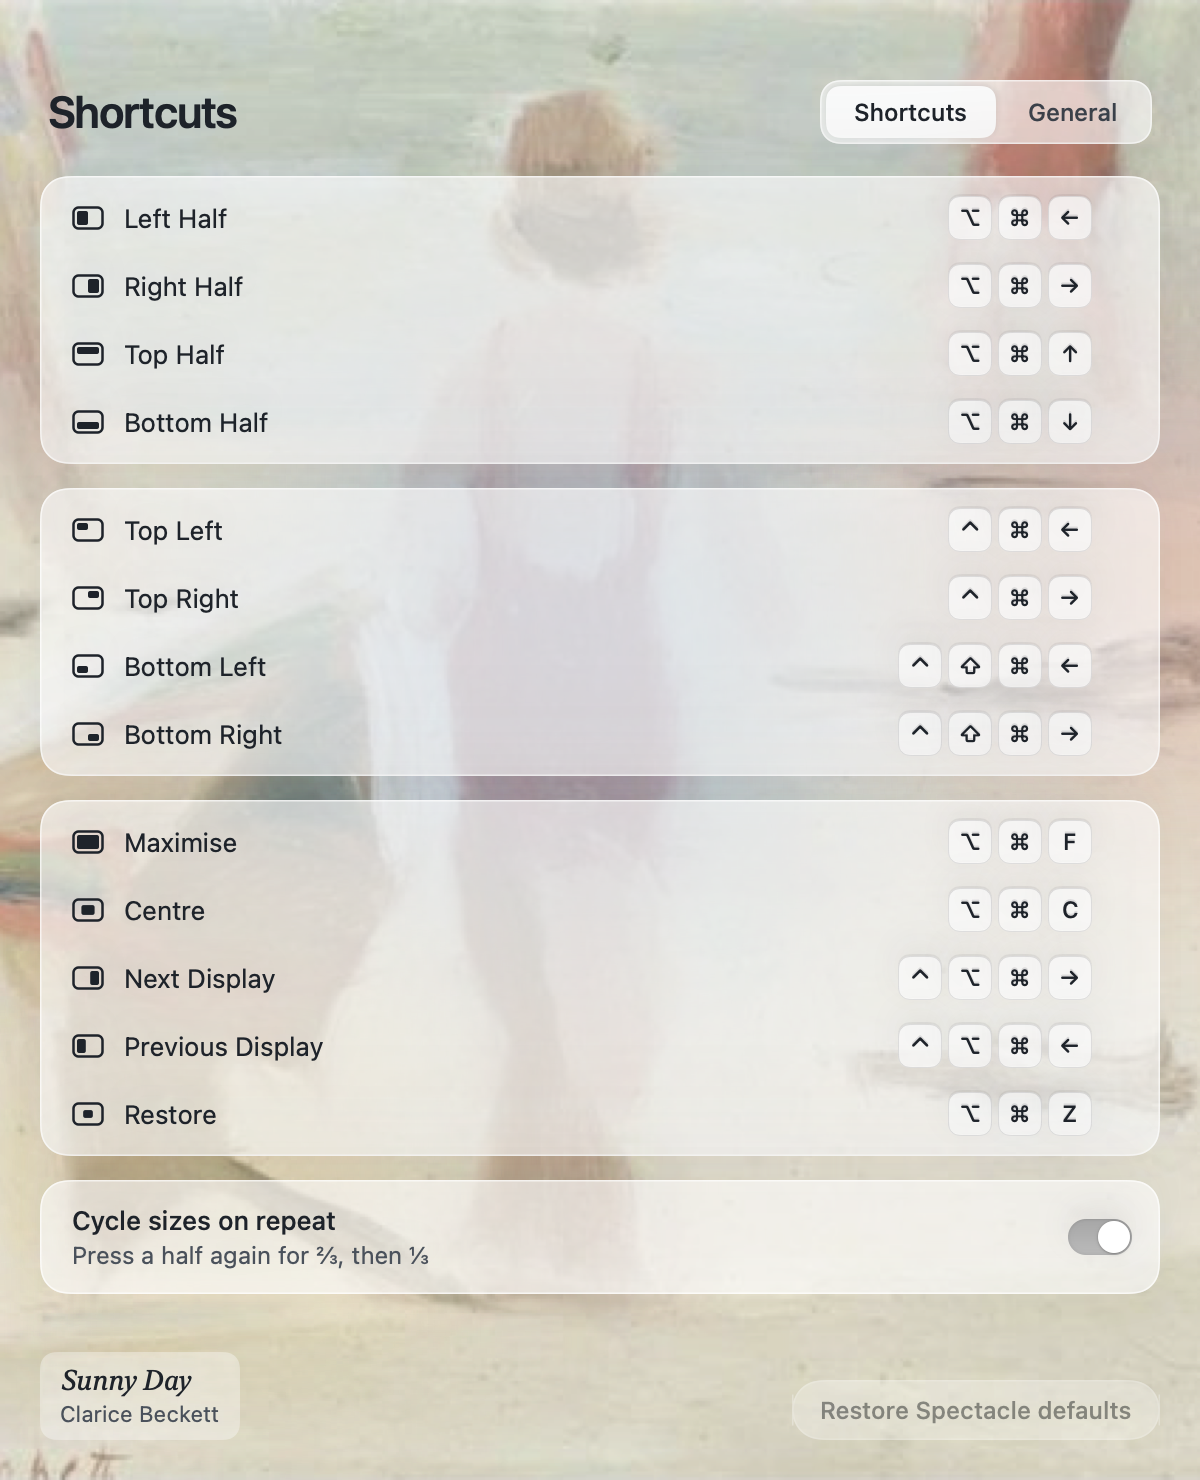 Shortcuts
Shortcuts General
Left Half ⌥ ⌘ ←
Right Half ⌥ ⌘ →
Top Half ⌥ ⌘ ↑
Bottom Half ⌥ ⌘ ↓
Top Left ^ ⌘ ←
Top Right ^ ⌘ →
Bottom Left ^ ⇧ ⌘ ←
Bottom Right ^ ⇧ ⌘ →
Maximise ⌥ ⌘ F
Centre ⌥ ⌘ C
Next Display ^ ⌥ ⌘ →
Previous Display ^ ⌥ ⌘ ←
Restore ⌥ ⌘ Z
Cycle sizes on repeat
Press a half again for ⅔, then ⅓
Sunny Day
Clarice Beckett
Restore Spectacle defaults